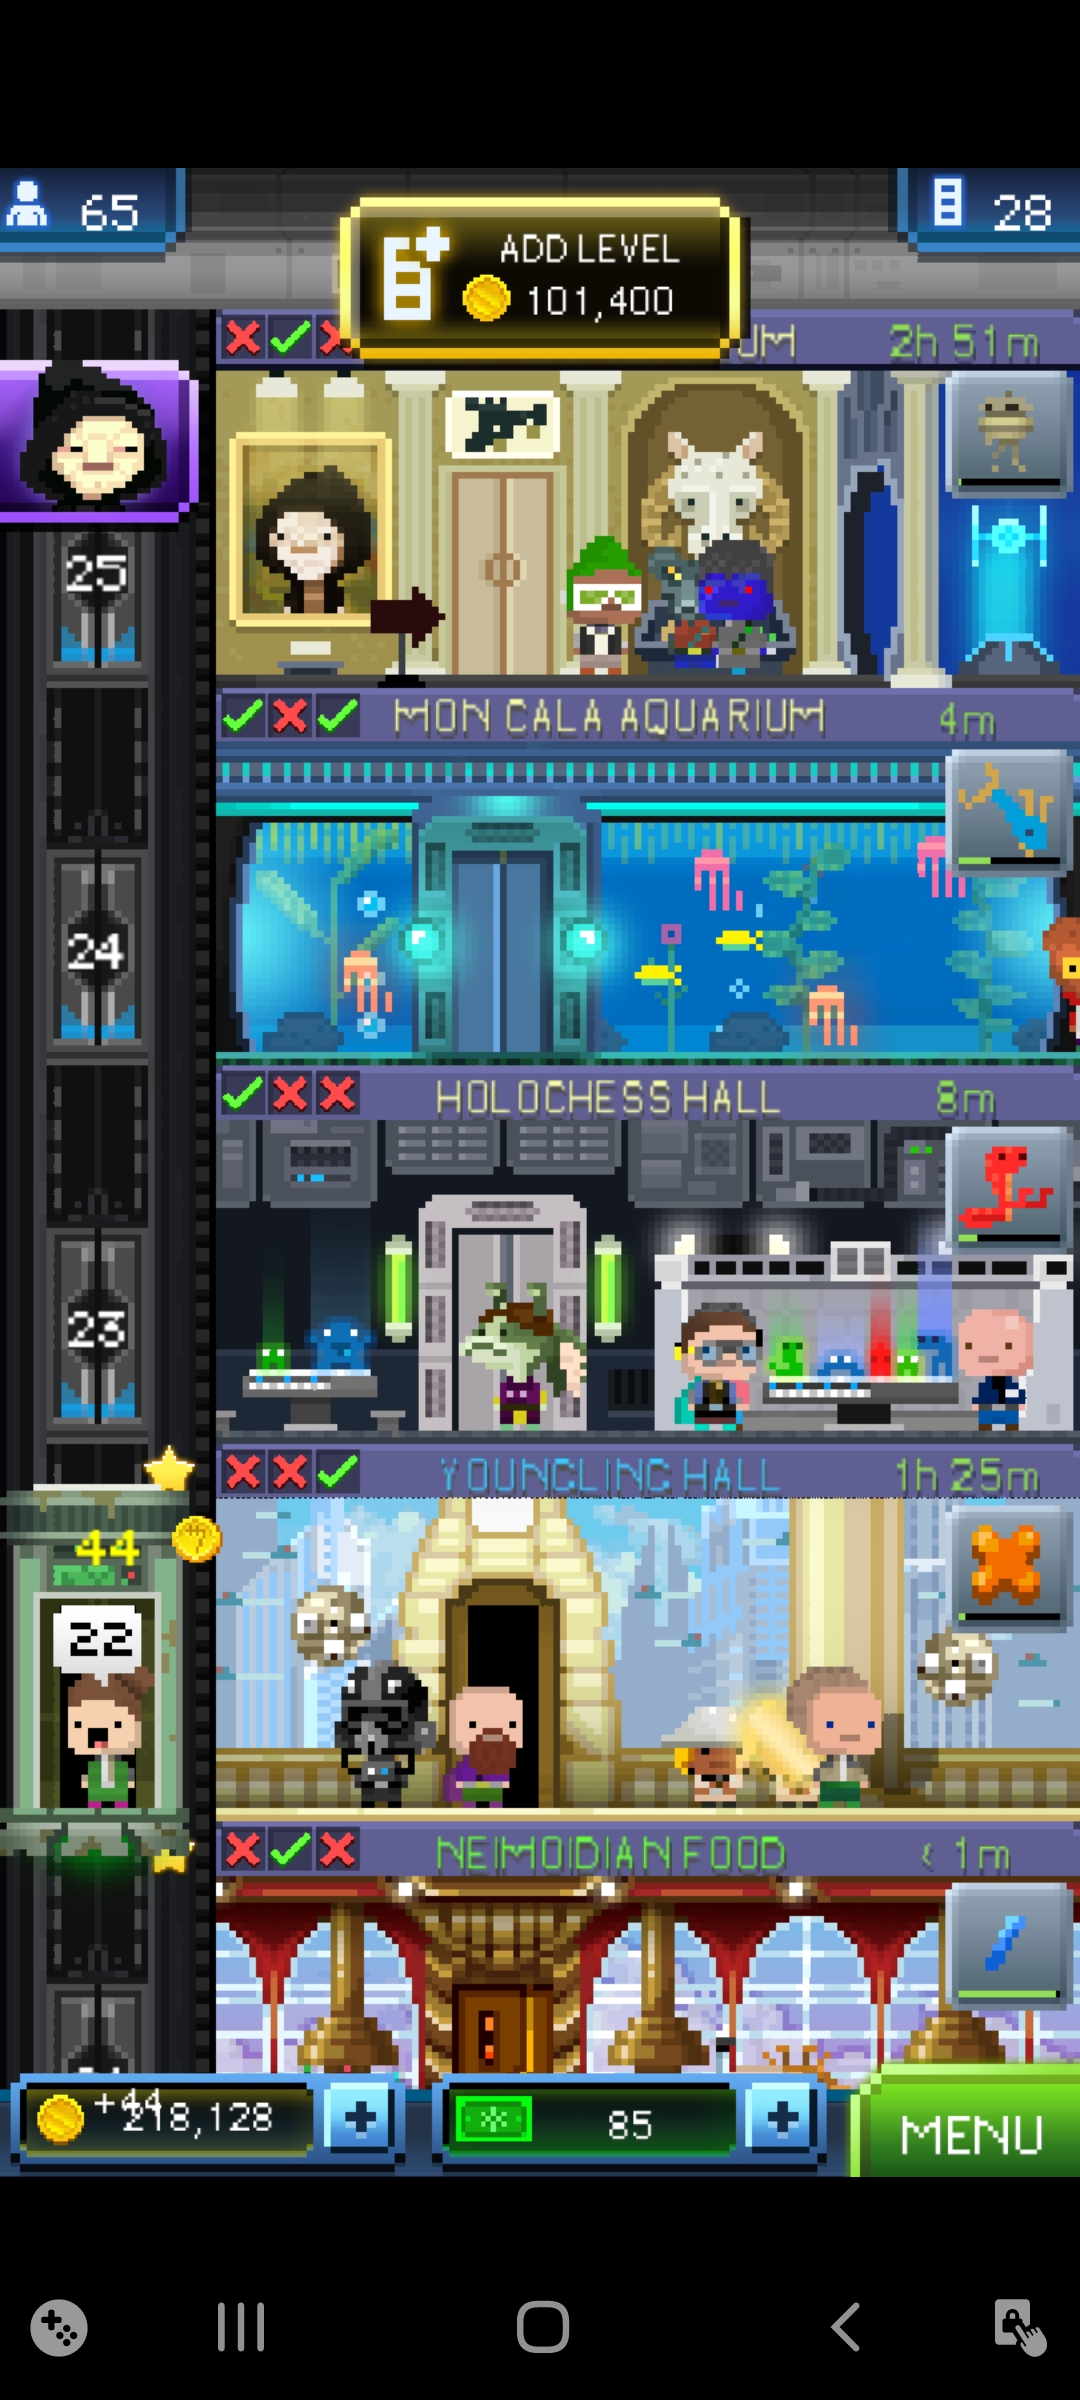 65
28
ADD LEVEL
101,400
UM 2h 51m
25
MON CALA AQUARIUM 4m
24
HOLOCHESS HALL 8m
23
YOUNGLING HALL 1h 25m
44
22
NEIMOIDIAN FOOD < 1m
+44
218,128
85
MENU